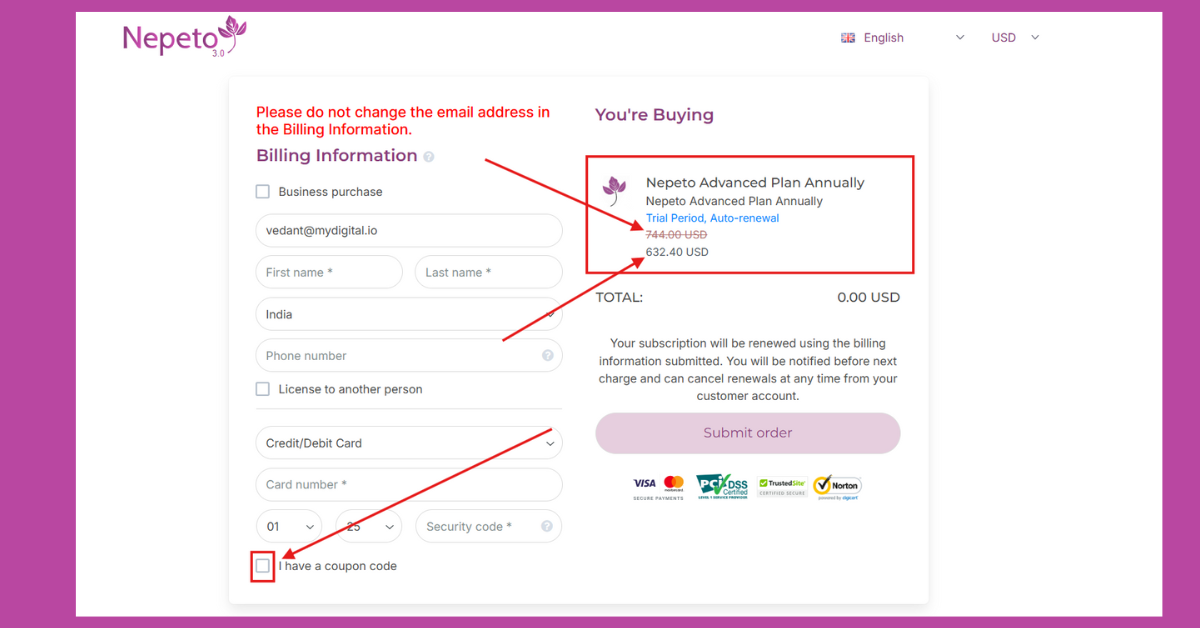 Nepeto
3.0
English
USD
Please do not change the email address in
the Billing Information.
Billing Information ?
Business purchase
vedant@mydigital.io
First name *
Last name *
India
Phone number
?
License to another person
Credit/Debit Card
Card number *
01
25
Security code *
?
I have a coupon code
You're Buying
Nepeto Advanced Plan Annually
Nepeto Advanced Plan Annually
Trial Period, Auto-renewal
744.00 USD
632.40 USD
TOTAL:
0.00 USD
Your subscription will be renewed using the billing
information submitted. You will be notified before next
charge and can cancel renewals at any time from your
customer account.
Submit order
VISA
mastercard
SECURE PAYMENTS
PCI DSS
Certified
TrustedSite
CERTIFIED SECURE
Norton
powered by digicert